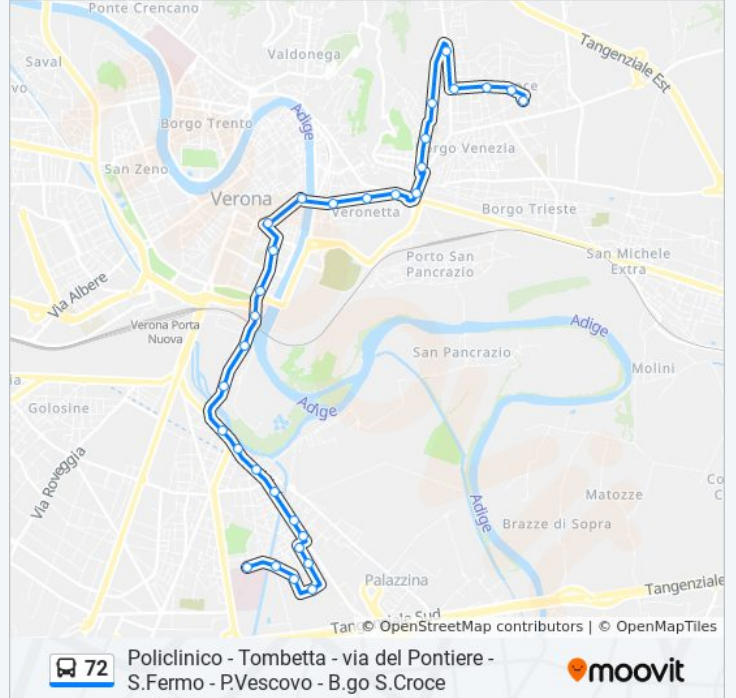 Ponte Crencano
Tangenziale Est
Saval
Valdonega
Borgo Trento
Adige
San Zeno
Verona
Veronetta
Borgo Trieste
Porto San
Pancrazio
San Michele
Extra
Via Albere
Verona Porta
Nuova
Adige
San Pancrazio
Molini
Golosine
Adige
Via Roveggia
Adige
Matozze
Brazze di Sopra
Palazzina
Tangenziale
© OpenStreetMap contributors | © OpenMapTiles
72
Policlinico - Tombetta - via del Pontiere -
S.Fermo - P.Vescovo - B.go S.Croce
moovit